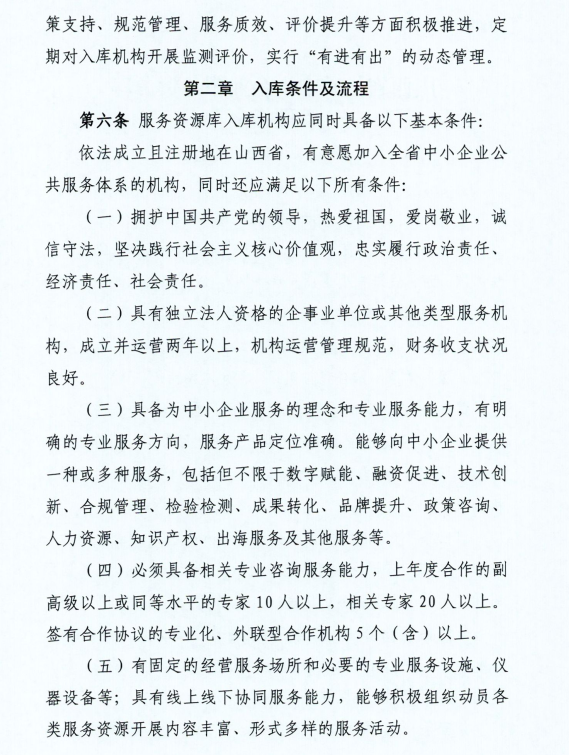 策支持、规范管理、服务质效、评价提升等方面积极推进，定
期对入库机构开展监测评价，实行“有进有出”的动态管理。
第二章 入库条件及流程
第六条 服务资源库入库机构应同时具备以下基本条件：
依法成立且注册地在山西省，有意愿加入全省中小企业公
共服务体系的机构，同时还应满足以下所有条件：
（一）拥护中国共产党的领导，热爱祖国，爱岗敬业，诚
信守法，坚决践行社会主义核心价值观，忠实履行政治责任、
经济责任、社会责任。
（二）具有独立法人资格的企事业单位或其他类型服务机
构，成立并运营两年以上，机构运营管理规范，财务收支状况
良好。
（三）具备为中小企业服务的理念和专业服务能力，有明
确的专业服务方向，服务产品定位准确。能够向中小企业提供
一种或多种服务，包括但不限于数字赋能、融资促进、技术创
新、合规管理、检验检测、成果转化、品牌提升、政策咨询、
人力资源、知识产权、出海服务及其他服务等。
（四）必须具备相关专业咨询服务能力，上年度合作的副
高级以上或同等水平的专家10人以上，相关专家20人以上。
签有合作协议的专业化、外联型合作机构5个（含）以上。
（五）有固定的经营服务场所和必要的专业服务设施、仪
器设备等；具有线上线下协同服务能力，能够积极组织动员各
类服务资源开展内容丰富、形式多样的服务活动。